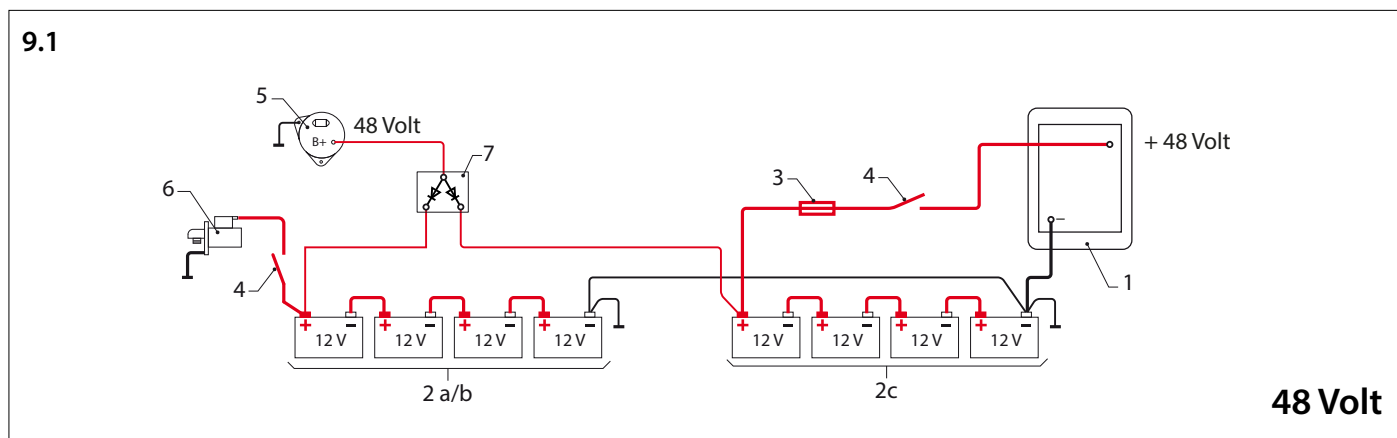 9.1
5
48 Volt
B+
7
6
3
4
+ 48 Volt
–
4
1
+ – + – + – + –
12 V 12 V 12 V 12 V
+ – + – + – + –
12 V 12 V 12 V 12 V
2 a/b
2c
48 Volt